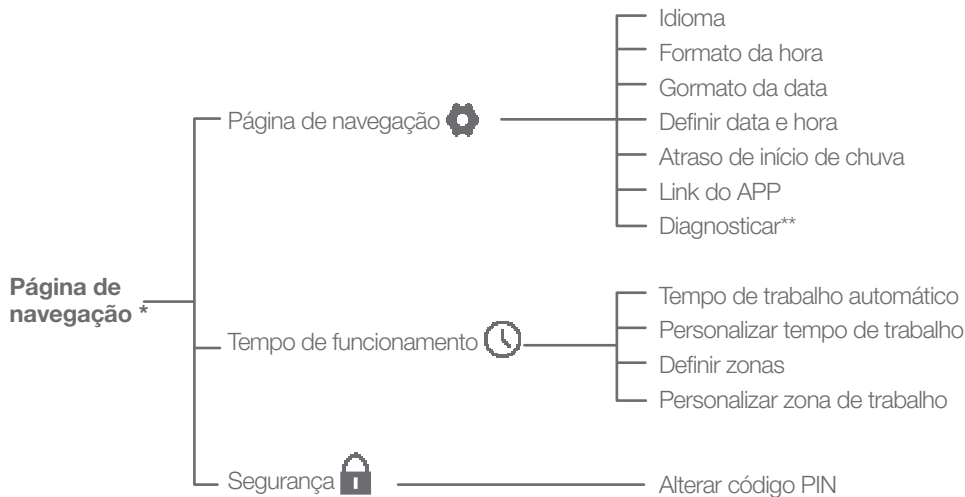 Página de
navegação *
Página de navegação
Idioma
Formato da hora
Gormato da data
Definir data e hora
Atraso de início de chuva
Link do APP
Diagnosticar**
Tempo de funcionamento
Tempo de trabalho automático
Personalizar tempo de trabalho
Definir zonas
Personalizar zona de trabalho
Segurança
Alterar código PIN